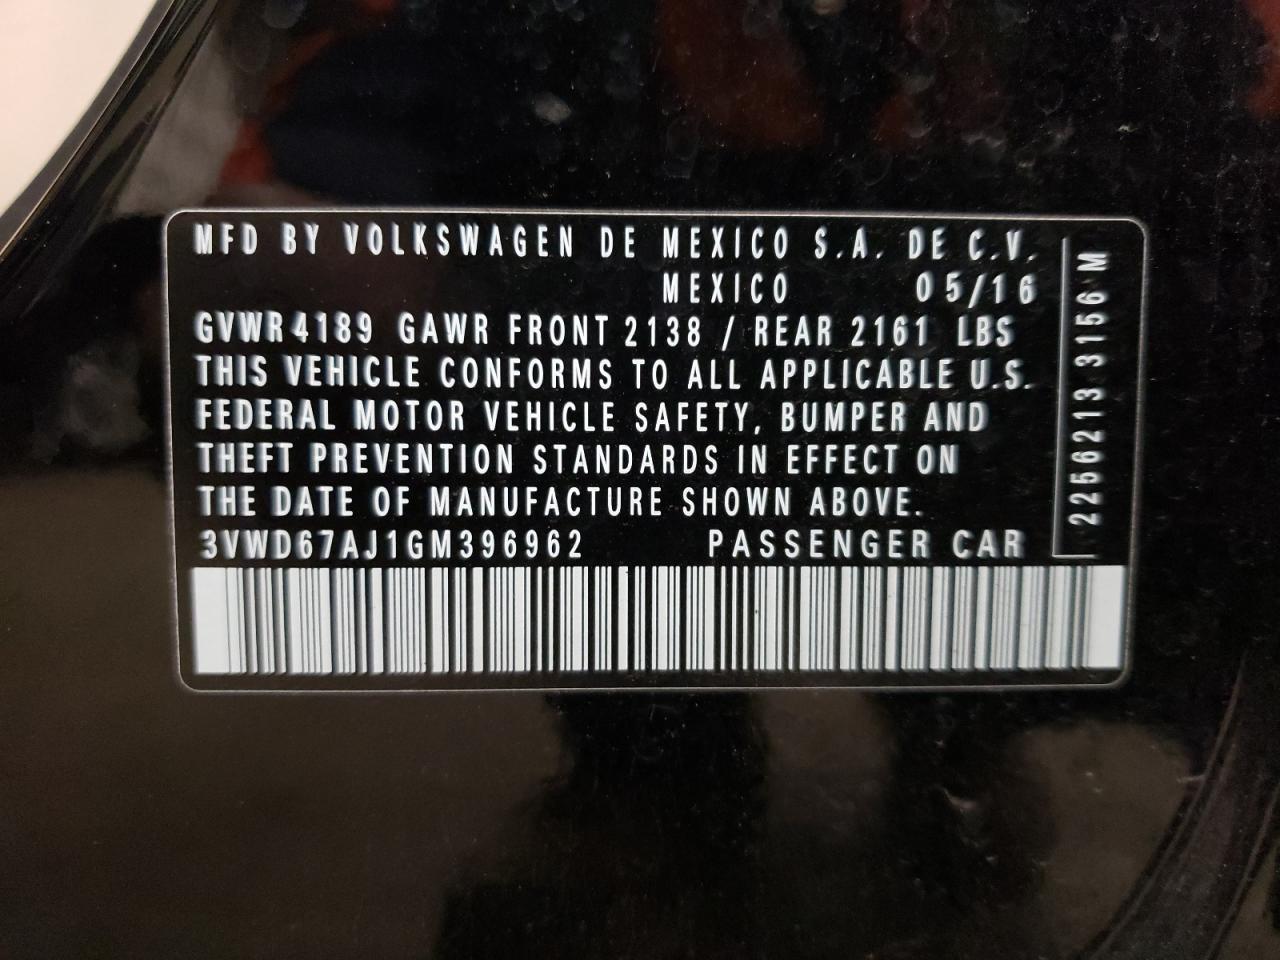 MFD BY VOLKSWAGEN DE MEXICO S.A. DE C.V.
MEXICO 05/16
GVWR 4189 GAWR FRONT 2138 / REAR 2161 LBS
THIS VEHICLE CONFORMS TO ALL APPLICABLE U.S.
FEDERAL MOTOR VEHICLE SAFETY, BUMPER AND
THEFT PREVENTION STANDARDS IN EFFECT ON
THE DATE OF MANUFACTURE SHOWN ABOVE.
3VWD67AJ1GM396962 PASSENGER CAR
2256213 3156 M